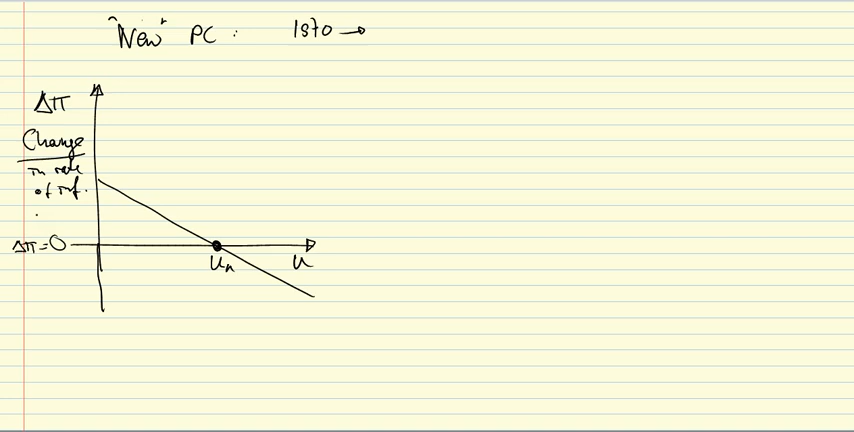 "New" PC : 1970 →
Δπ
Change
in rate
of inf.
Δπ=0
un
u